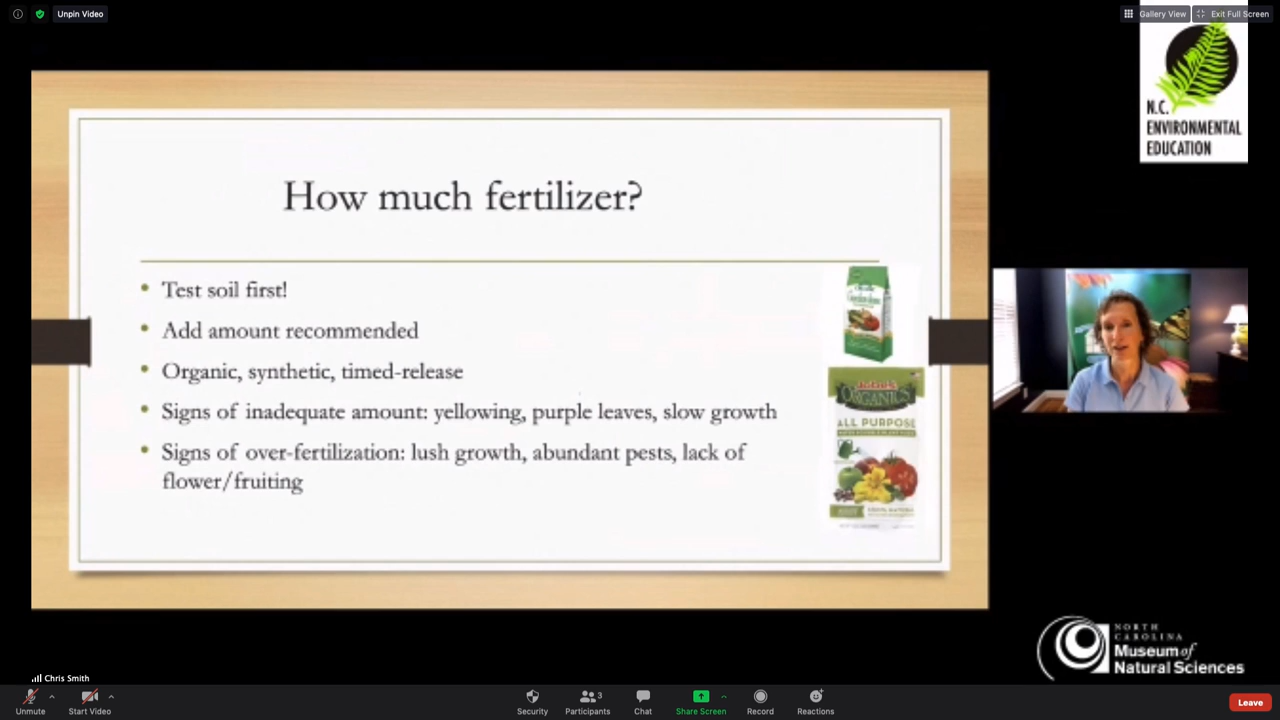 Unpin Video
Gallery View
Exit Full Screen
N.C.
ENVIRONMENTAL
EDUCATION
How much fertilizer?
• Test soil first!
• Add amount recommended
• Organic, synthetic, timed-release
• Signs of inadequate amount: yellowing, purple leaves, slow growth
• Signs of over-fertilization: lush growth, abundant pests, lack of
flower/fruiting
ORGANICS
ALL PURPOSE
NORTH
CAROLINA
Museum of
Natural Sciences
Chris Smith
Unmute
Start Video
Security
3
Participants
Chat
Share Screen
Record
Reactions
Leave